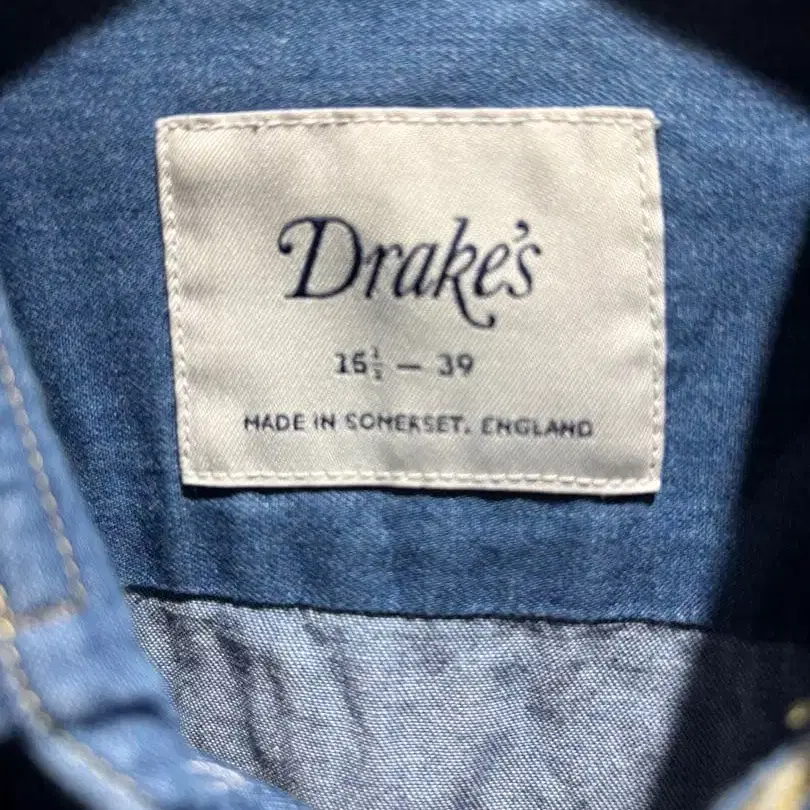 Drake's
15½ — 39
MADE IN SOMERSET, ENGLAND